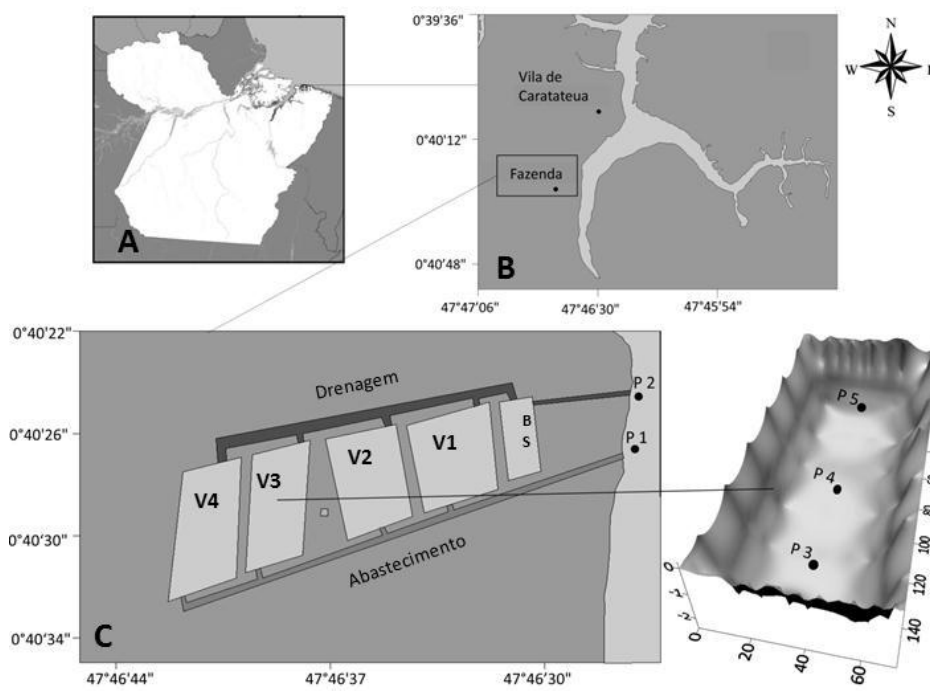 0°39'36"
N
W
E
S
Vila de
Caratateua
0°40'12"
Fazenda
A
0°40'48"
B
47°47'06
47°46'30"
47°45'54"
0°40'22"
Drenagem
P 2
P 1
0°40'26"
B
S
V1
V2
V3
V4
0°40'30"
Abastecimento
0°40'34"
C
47°46'44"
47°46'37"
47°46'30"
P 5
P 4
P 3
80
100
120
140
0
-1
-2
0
20
40
60